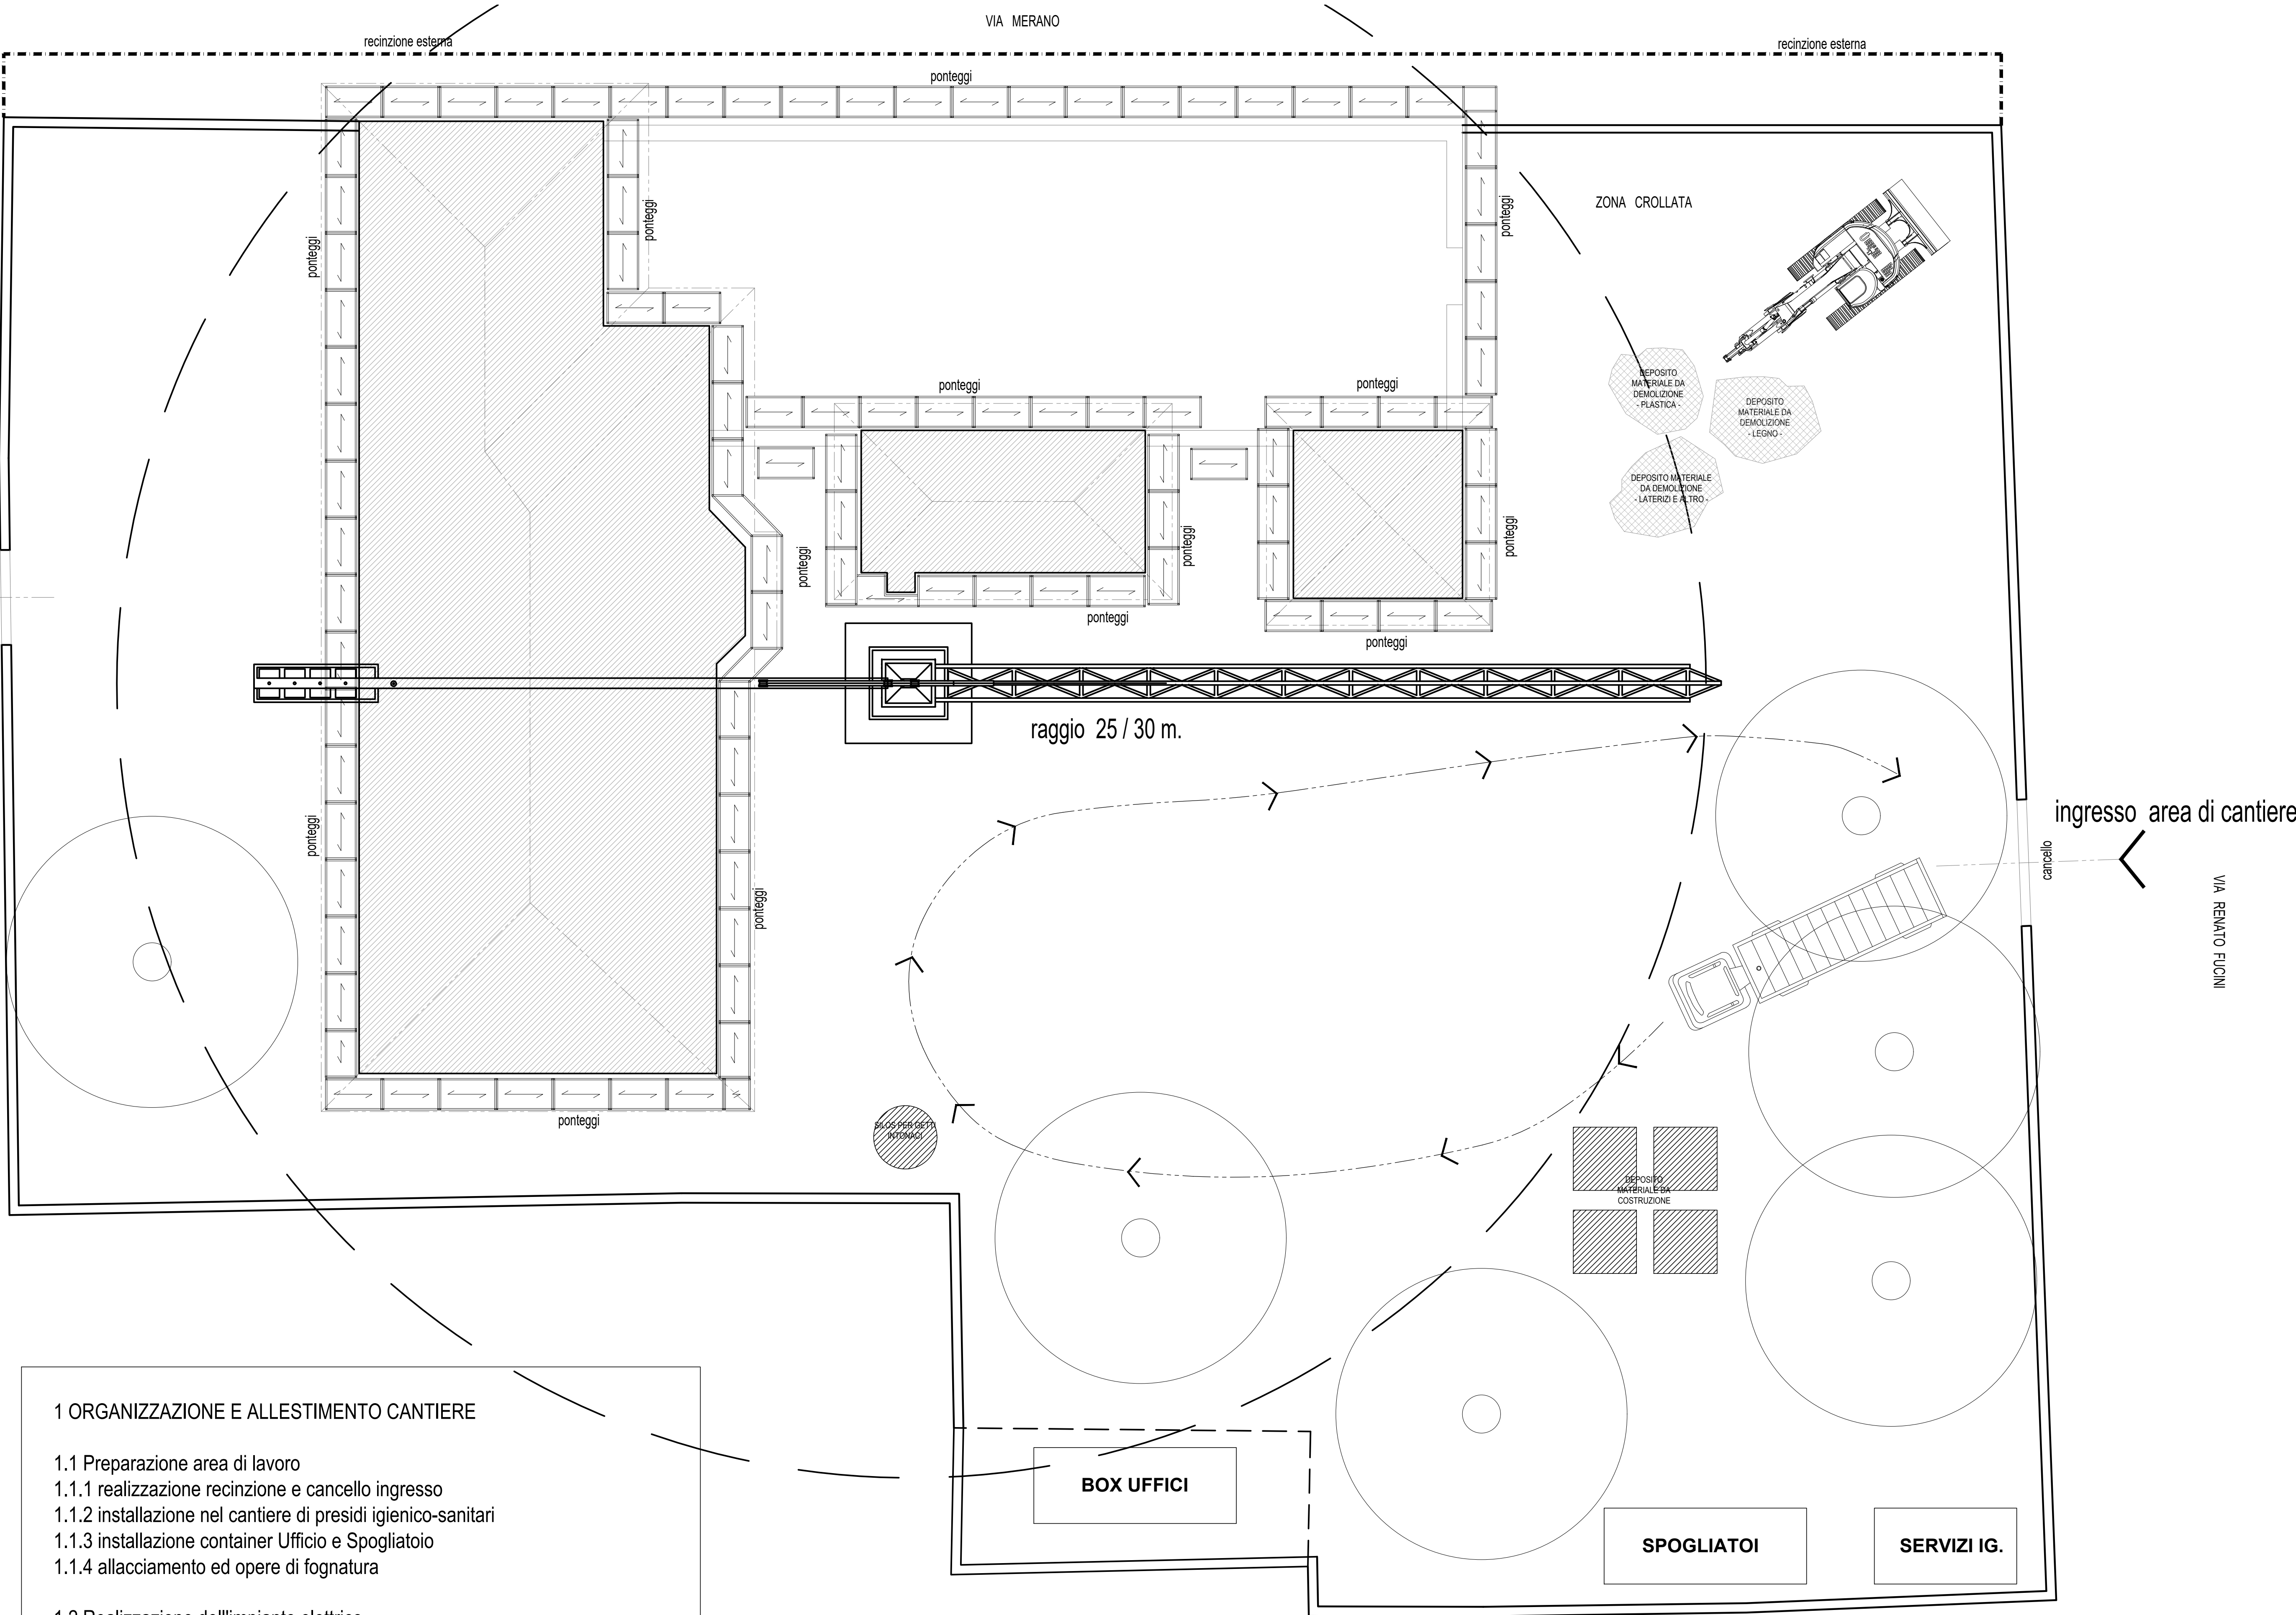 VIA MERANO
recinzione esterna
recinzione esterna
ponteggi
ZONA CROLLATA
ponteggi
ponteggi
ponteggi
ponteggi
ponteggi
DEPOSITO
MATERIALE DA
DEMOLIZIONE
- PLASTICA -
DEPOSITO
MATERIALE DA
DEMOLIZIONE
- LEGNO -
DEPOSITO MATERIALE
DA DEMOLIZIONE
- LATERIZI E ALTRO -
ponteggi
ponteggi
ponteggi
ponteggi
ponteggi
raggio 25 / 30 m.
ingresso area di cantiere
cancello
VIA RENATO FUCINI
ponteggi
ponteggi
ponteggi
SILOS PER GETTI
INTONACI
DEPOSITO
MATERIALE DA
COSTRUZIONE
1 ORGANIZZAZIONE E ALLESTIMENTO CANTIERE
1.1 Preparazione area di lavoro
1.1.1 realizzazione recinzione e cancello ingresso
1.1.2 installazione nel cantiere di presidi igienico-sanitari
1.1.3 installazione container Ufficio e Spogliatoio
1.1.4 allacciamento ed opere di fognatura
BOX UFFICI
SPOGLIATOI
SERVIZI IG.